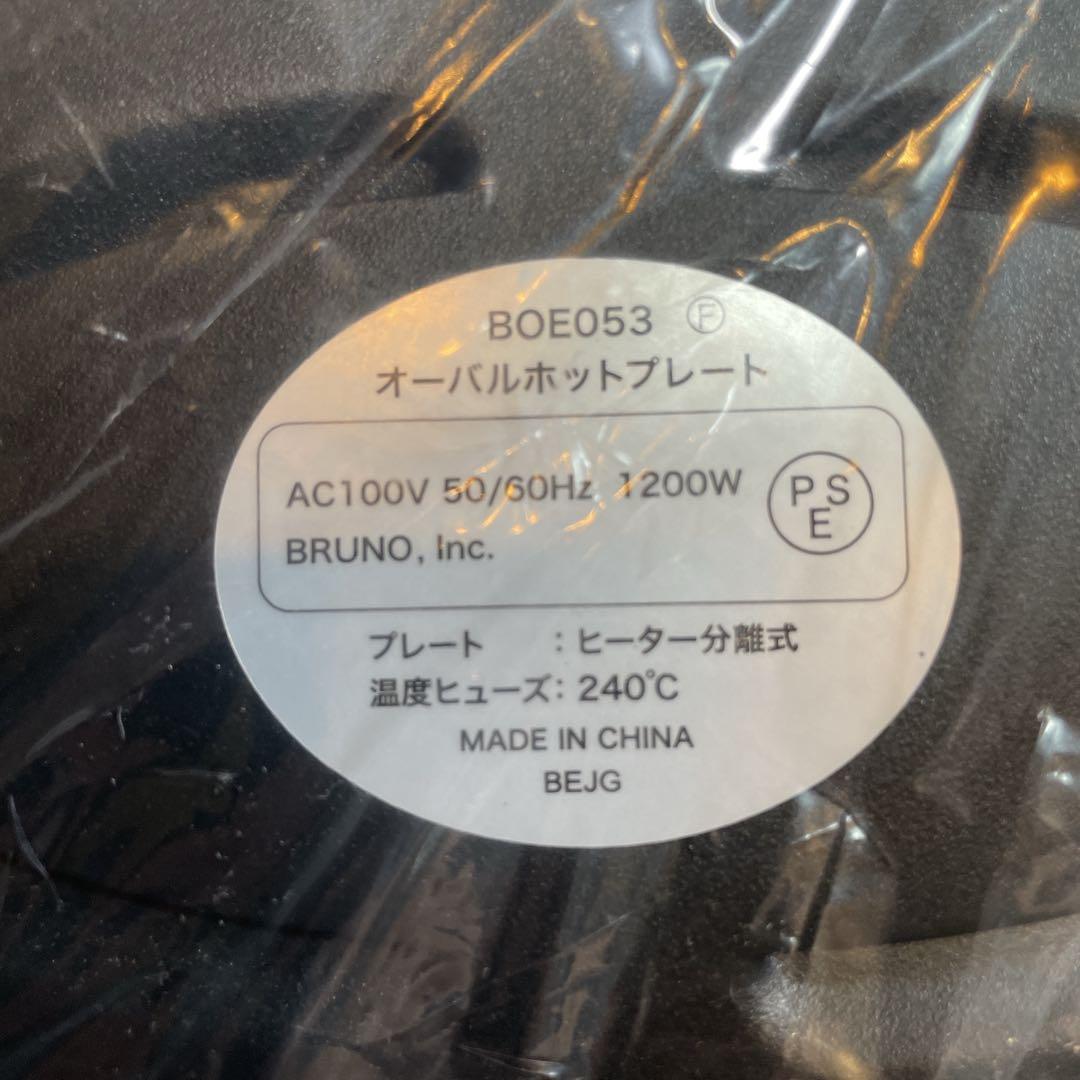 BOE053 Ⓕ
オーバルホットプレート
AC100V 50/60Hz 1200W
BRUNO, Inc.
PSE
プレート : ヒーター分離式
温度ヒューズ: 240℃
MADE IN CHINA
BEJG